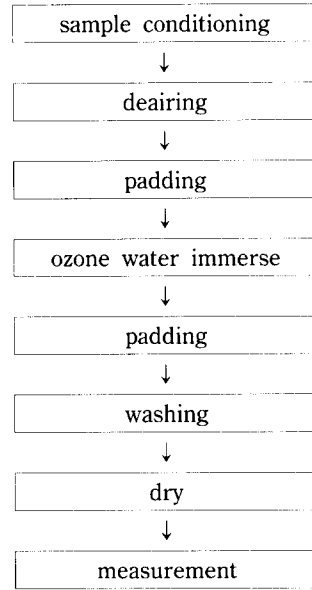 sample conditioning
↓
deairing
↓
padding
↓
ozone water immerse
↓
padding
↓
washing
↓
dry
↓
measurement